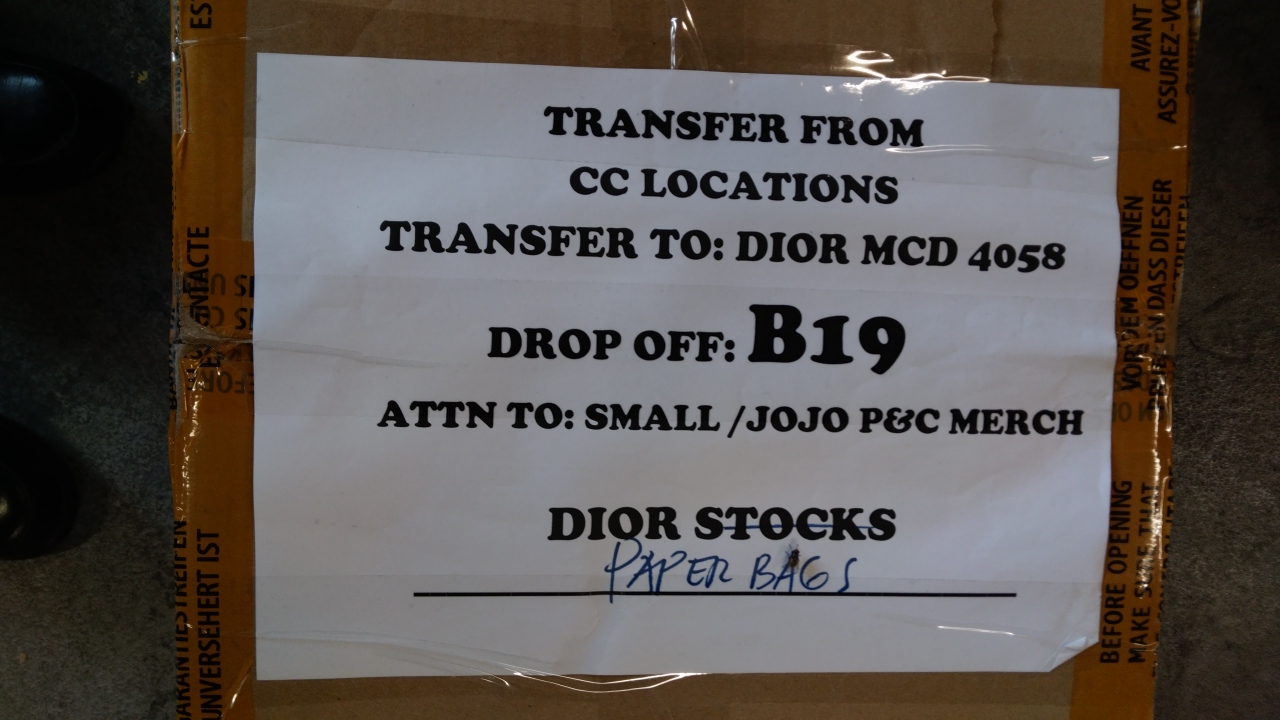 TRANSFER FROM
CC LOCATIONS
TRANSFER TO: DIOR MCD 4058
DROP OFF: B19
ATTN TO: SMALL /JOJO P&C MERCH
DIOR STOCKS
PAPER BAGS
GARANTIESTREIFEN
UNVERSEHERT IST
AVANT
ASSUREZ-VO
VOR DEM OEFFNEN
EN DASS DIESER
BEFORE OPENING
MAKE SURE THAT